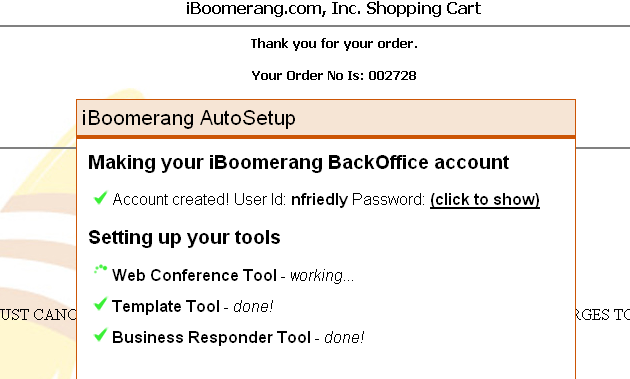 iBoomerang.com, Inc. Shopping Cart
Thank you for your order.
Your Order No Is: 002728
iBoomerang AutoSetup
Making your iBoomerang BackOffice account
Account created! User Id: nfriedly Password: (click to show)
Setting up your tools
Web Conference Tool - working...
Template Tool - done!
UST CANC RGES TO
Business Responder Tool - done!